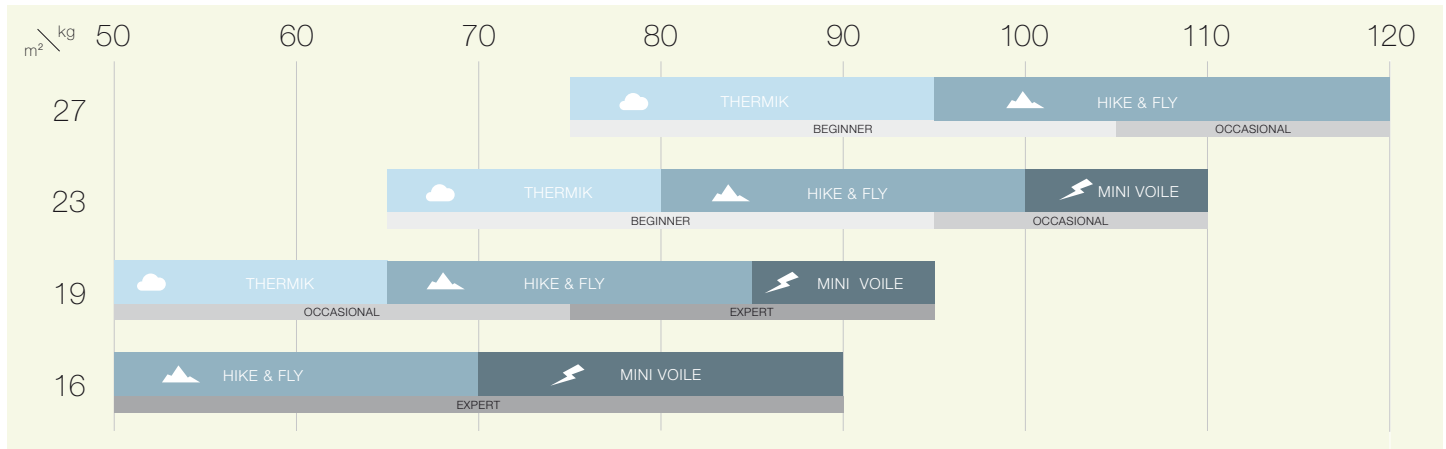 m² kg 50 60 70 80 90 100 110 120
27 THERMIK HIKE & FLY
BEGINNER OCCASIONAL
23 THERMIK HIKE & FLY MINI VOILE
BEGINNER OCCASIONAL
19 THERMIK HIKE & FLY MINI VOILE
OCCASIONAL EXPERT
16 HIKE & FLY MINI VOILE
EXPERT